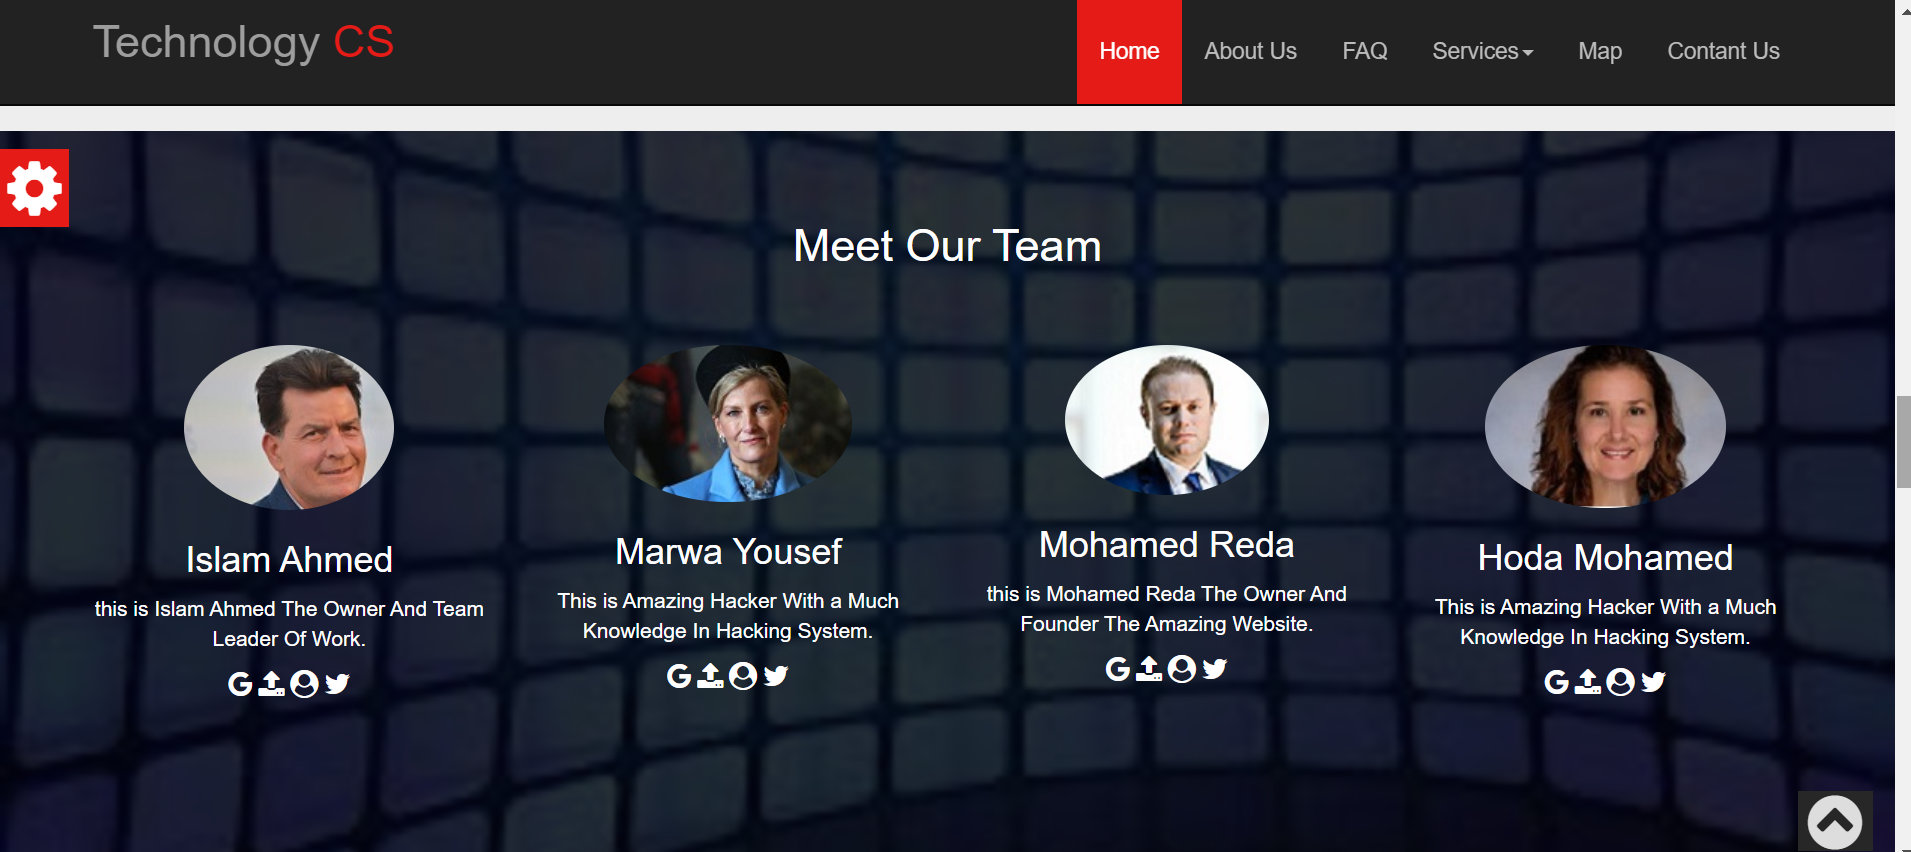 Technology CS
Home
About Us
FAQ
Services
Map
Contant Us
Meet Our Team
Islam Ahmed
this is Islam Ahmed The Owner And Team
Leader Of Work.
Marwa Yousef
This is Amazing Hacker With a Much
Knowledge In Hacking System.
Mohamed Reda
this is Mohamed Reda The Owner And
Founder The Amazing Website.
Hoda Mohamed
This is Amazing Hacker With a Much
Knowledge In Hacking System.